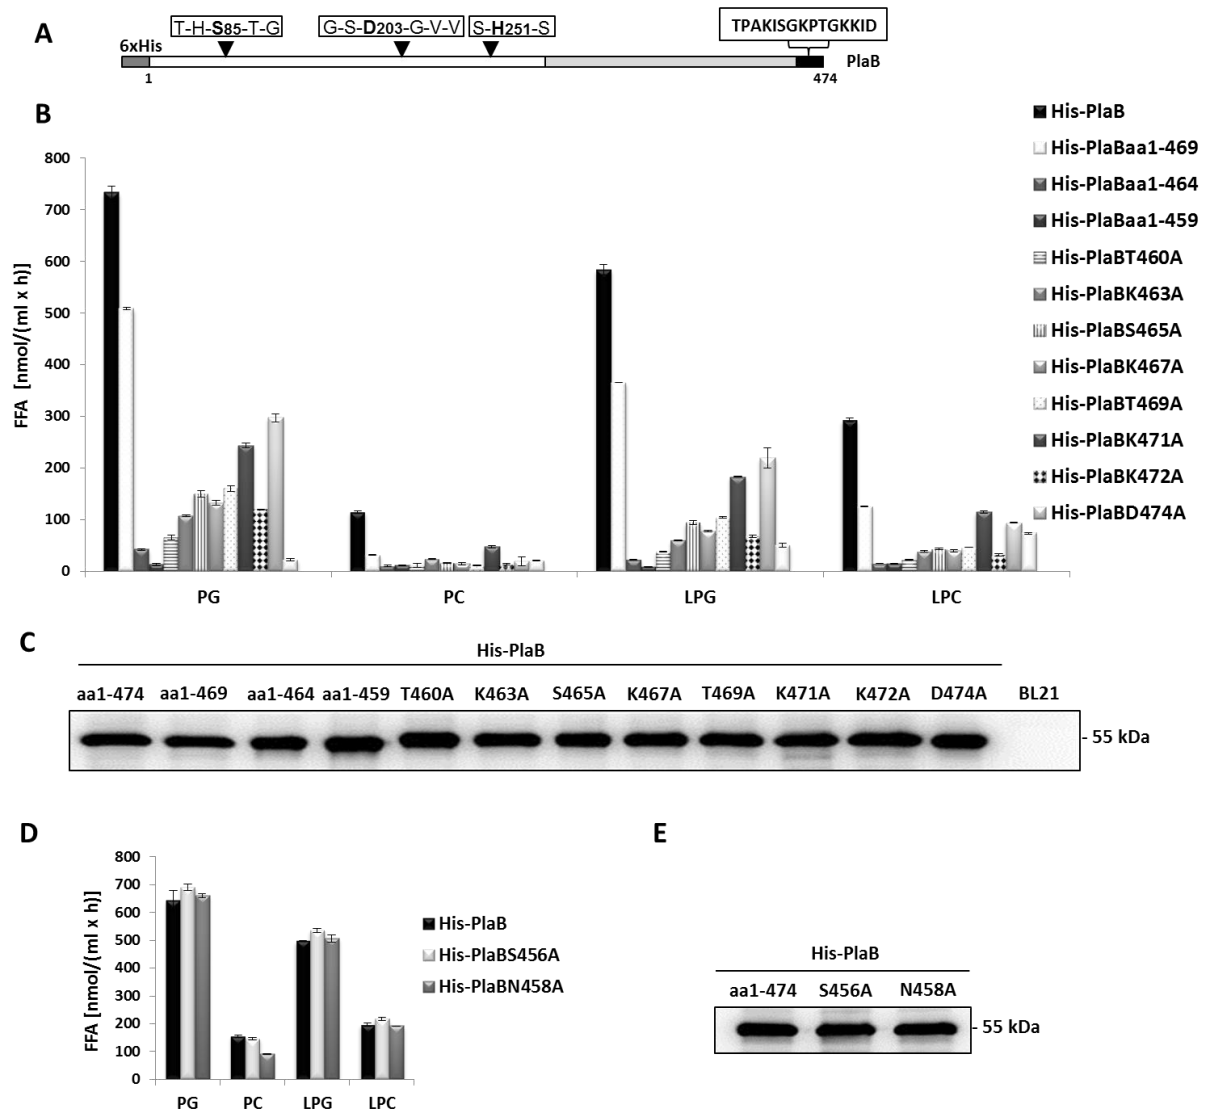 A
T-H-S85-T-G
G-S-D203-G-V-V
S-H251-S
TPAKISGKPTGKKID
6xHis
PlaB
1
474
B
FFA [nmol/(ml x h)]
800
700
600
500
400
300
200
100
0
PG
PC
LPG
LPC
His-PlaB
His-PlaBaa1-469
His-PlaBaa1-464
His-PlaBaa1-459
His-PlaBT460A
His-PlaBK463A
His-PlaBS465A
His-PlaBK467A
His-PlaBT469A
His-PlaBK471A
His-PlaBK472A
His-PlaBD474A
C
His-PlaB
aa1-474 aa1-469 aa1-464 aa1-459 T460A K463A S465A K467A T469A K471A K472A D474A BL21
- 55 kDa
D
FFA [nmol/(ml x h)]
800
700
600
500
400
300
200
100
0
PG
PC
LPG
LPC
His-PlaB
His-PlaBS456A
His-PlaBN458A
E
His-PlaB
aa1-474 S456A N458A
- 55 kDa